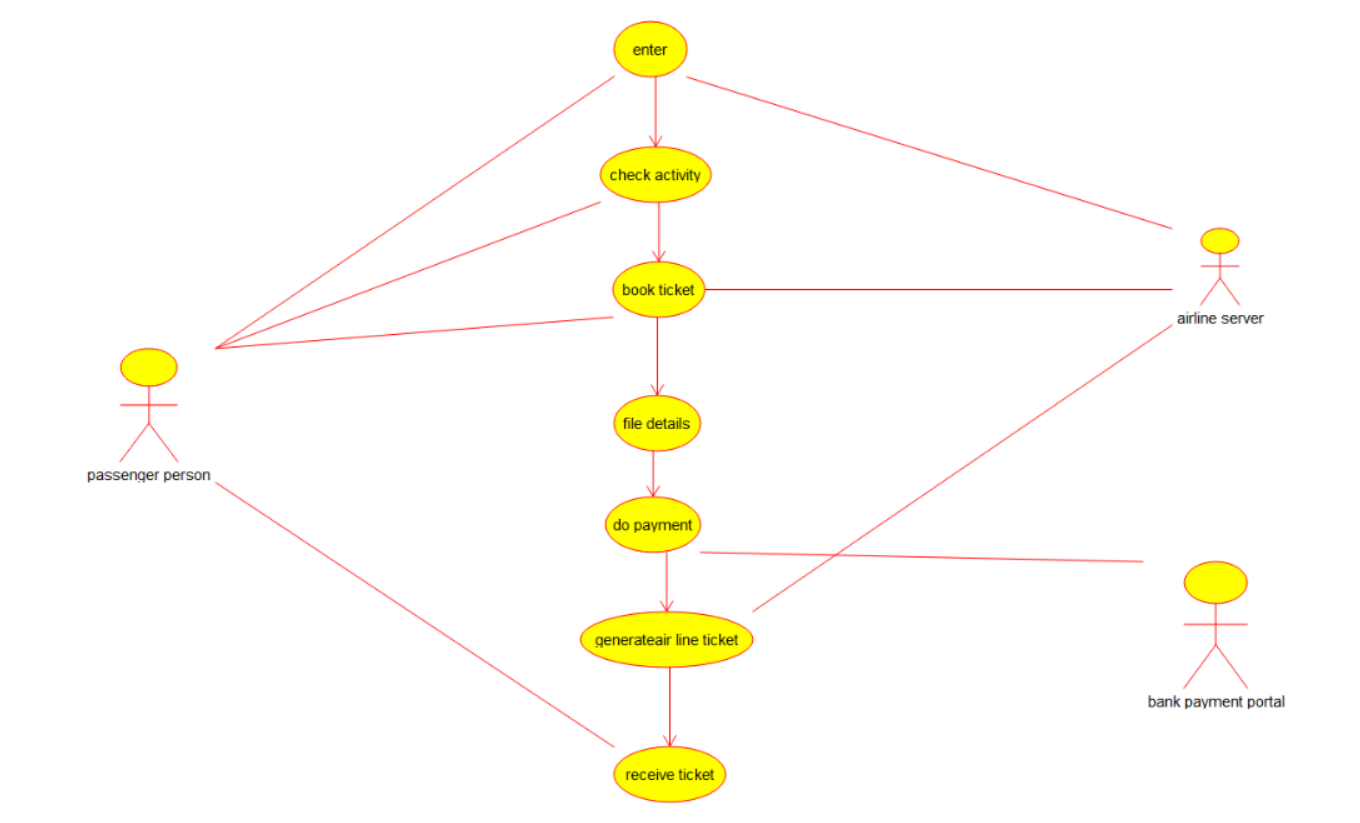 enter
check activity
book ticket
airline server
file details
passenger person
do payment
generateair line ticket
bank payment portal
receive ticket